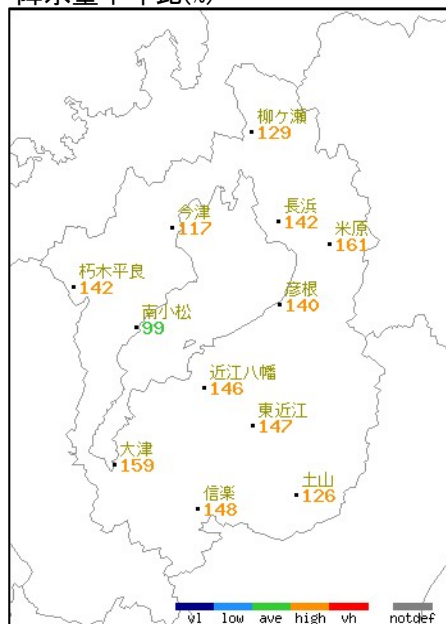 降水量平年比(%)
柳ケ瀬
129
今津
117
長浜
142
米原
161
朽木平良
142
彦根
140
南小松
99
近江八幡
146
東近江
147
大津
159
信楽
148
土山
126
vl low ave high vh notdef